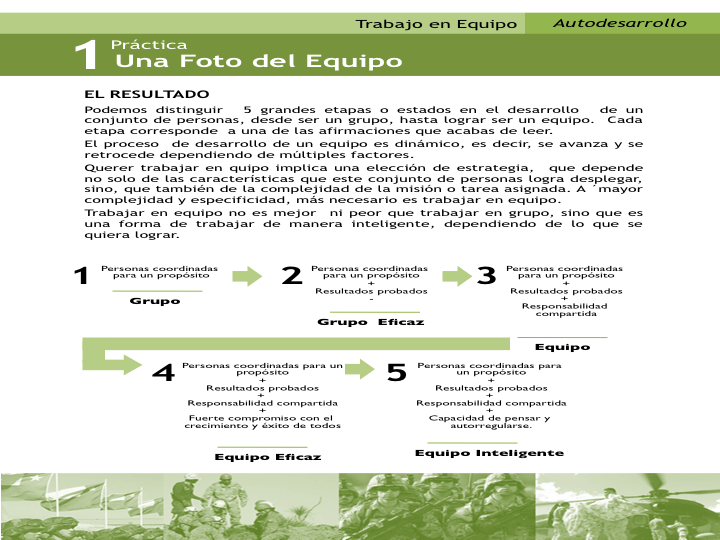 Trabajo en Equipo
Autodesarrollo
1
Práctica
Una Foto del Equipo
EL RESULTADO
Podemos distinguir 5 grandes etapas o estados en el desarrollo de un
conjunto de personas, desde ser un grupo, hasta lograr ser un equipo. Cada
etapa corresponde a una de las afirmaciones que acabas de leer.
El proceso de desarrollo de un equipo es dinámico, es decir, se avanza y se
retrocede dependiendo de múltiples factores.
Querer trabajar en quipo implica una elección de estrategia, que depende
no solo de las características que este conjunto de personas logra desplegar,
sino, que también de la complejidad de la misión o tarea asignada. A ´mayor
complejidad y especificidad, más necesario es trabajar en equipo.
Trabajar en equipo no es mejor ni peor que trabajar en grupo, sino que es
una forma de trabajar de manera inteligente, dependiendo de lo que se
quiera lograr.
1
Personas coordinadas
para un propósito
Grupo
2
Personas coordinadas
para un propósito
+
Resultados probados
-
Grupo Eficaz
3
Personas coordinadas
para un propósito
+
Resultados probados
+
Responsabilidad
compartida
Equipo
4
Personas coordinadas para un
propósito
+
Resultados probados
+
Responsabilidad compartida
+
Fuerte compromiso con el
crecimiento y éxito de todos
Equipo Eficaz
5
Personas coordinadas para
un propósito
+
Resultados probados
+
Responsabilidad compartida
+
Capacidad de pensar y
autorregularse.
Equipo Inteligente